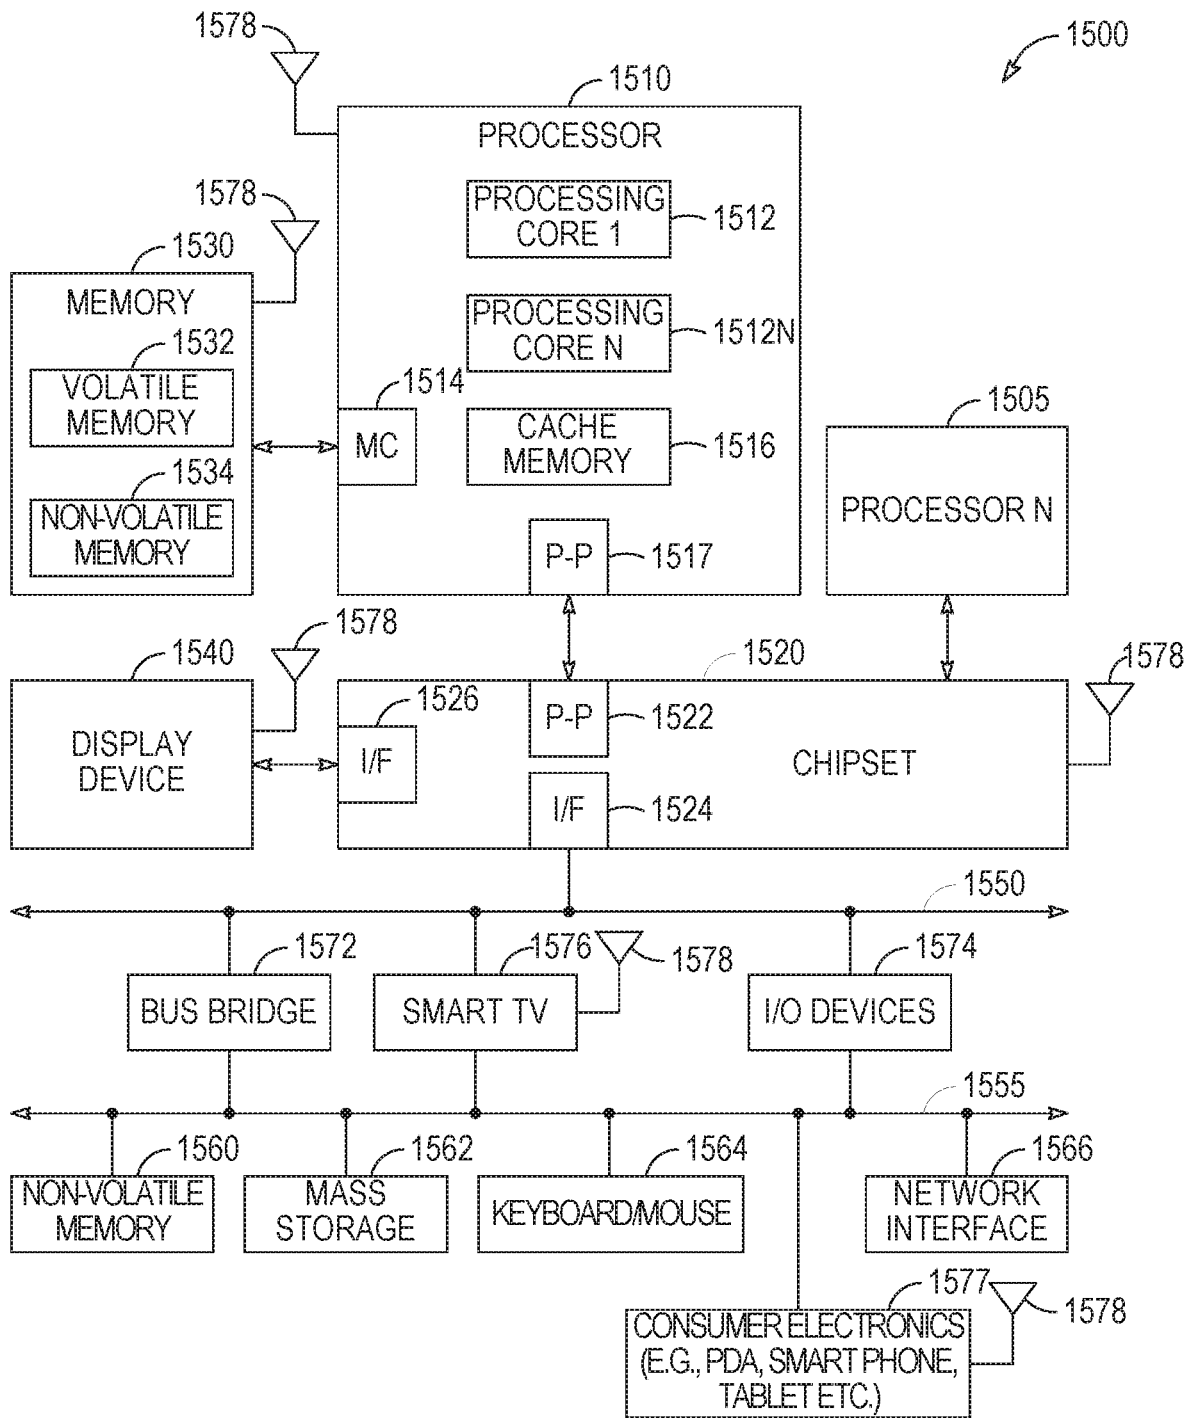 1578
1500
1510
PROCESSOR
1578
PROCESSING
CORE 1
1512
1530
MEMORY
PROCESSING
CORE N
1512N
1532
VOLATILE
MEMORY
1514
MC
CACHE
MEMORY
1516
1505
PROCESSOR N
1534
NON-VOLATILE
MEMORY
P-P
1517
1578
1540
1520
1578
DISPLAY
DEVICE
1526
I/F
P-P
1522
CHIPSET
I/F
1524
1550
1572
BUS BRIDGE
1576
SMART TV
1578
1574
I/O DEVICES
1555
1560
NON-VOLATILE
MEMORY
1562
MASS
STORAGE
1564
KEYBOARD/MOUSE
1566
NETWORK
INTERFACE
1577
CONSUMER ELECTRONICS
(E.G., PDA, SMART PHONE,
TABLET ETC.)
1578